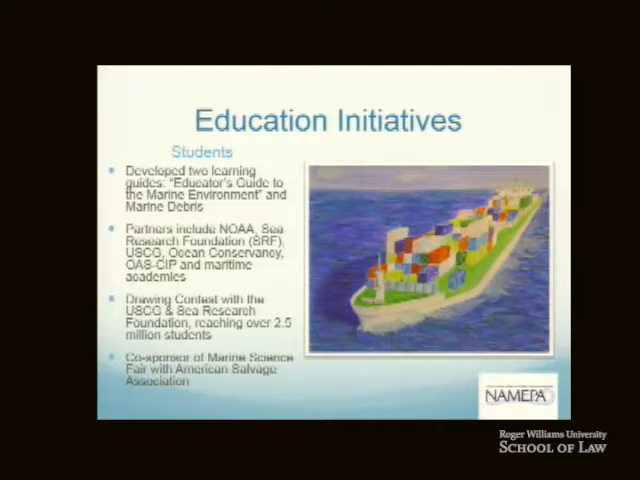 Education Initiatives
Students
Developed two learning
guides: "Educator's Guide to
the Marine Environment" and
Marine Debris
Partners include NOAA, Sea
Research Foundation (SRF),
USCG, Ocean Conservancy,
OAS-CIP and maritime
academies
Drawing Contest with the
USCG & Sea Research
Foundation, reaching over 2.5
million students
Co-sponsor of Marine Science
Fair with American Salvage
Association
NAMEPA
Roger Williams University
SCHOOL OF LAW